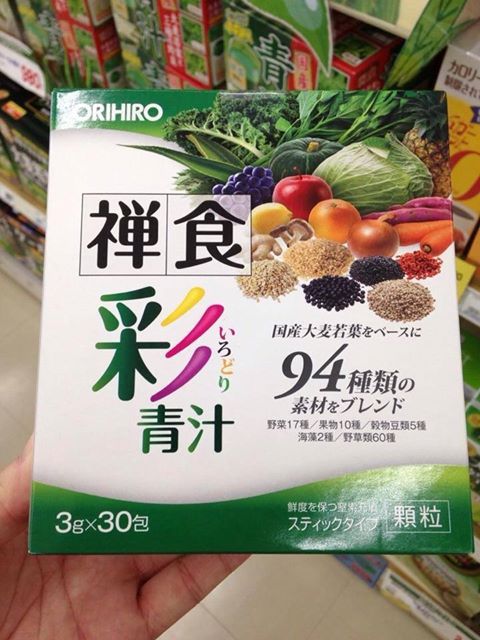 ORIHIRO
禅食
彩
いろどり
青汁
国産大麦若葉をベースに
94種類の
素材をブレンド
野菜17種／果物10種／穀物豆類5種
海藻2種／野草類60種
鮮度を保つ窒素充填
スティックタイプ
顆粒
3g×30包
カロリー